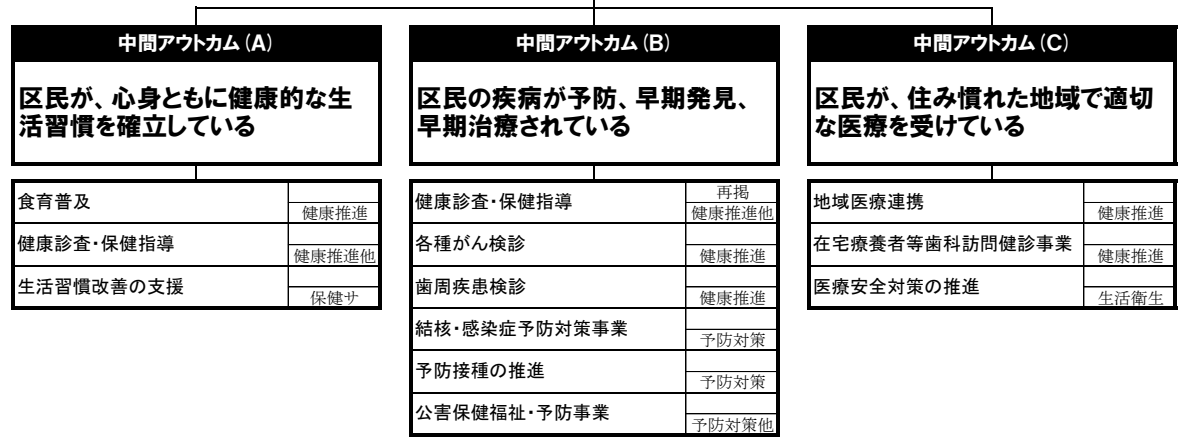 中間アウトカム(A)
区民が、心身ともに健康的な生
活習慣を確立している
食育普及
健康推進
健康診査・保健指導
健康推進他
生活習慣改善の支援
保健サ
中間アウトカム(B)
区民の疾病が予防、早期発見、
早期治療されている
健康診査・保健指導
再掲
健康推進他
各種がん検診
健康推進
歯周疾患検診
健康推進
結核・感染症予防対策事業
予防対策
予防接種の推進
予防対策
公害保健福祉・予防事業
予防対策他
中間アウトカム(C)
区民が、住み慣れた地域で適切
な医療を受けている
地域医療連携
健康推進
在宅療養者等歯科訪問健診事業
健康推進
医療安全対策の推進
生活衛生